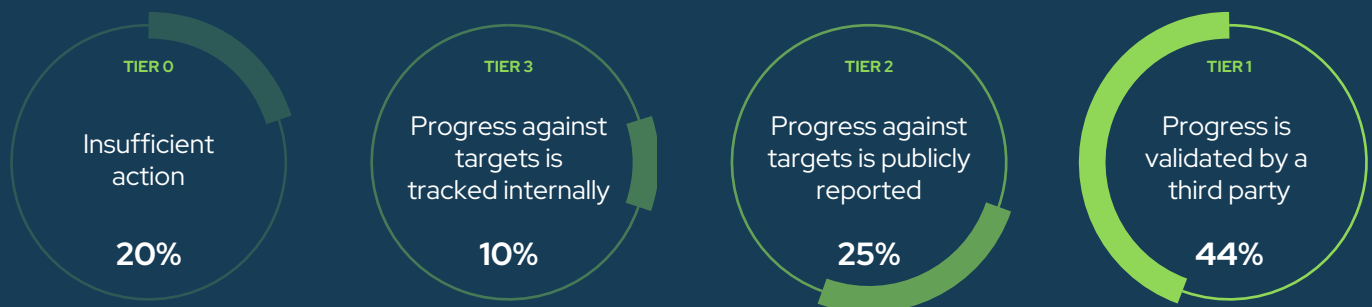 TIER 0
Insufficient
action
20%
TIER 3
Progress against
targets is
tracked internally
10%
TIER 2
Progress against
targets is publicly
reported
25%
TIER 1
Progress is
validated by a
third party
44%